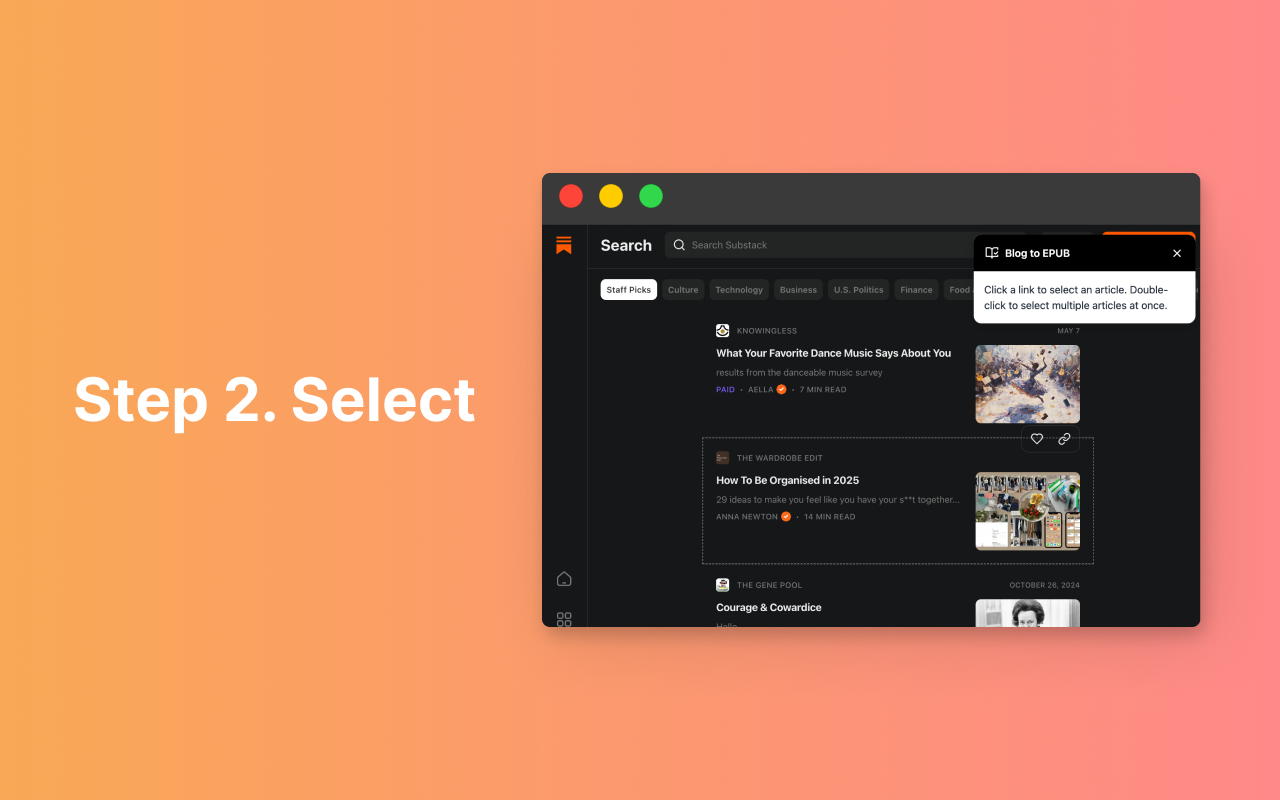 Step 2. Select
Search
Search Substack
Blog to EPUB
Click a link to select an article. Double-
click to select multiple articles at once.
Staff Picks
Culture
Technology
Business
U.S. Politics
Finance
Food
KNOWINGLESS
MAY 7
What Your Favorite Dance Music Says About You
results from the danceable music survey
PAID · AELLA · 7 MIN READ
THE WARDROBE EDIT
How To Be Organised in 2025
29 ideas to make you feel like you have your s**t together...
ANNA NEWTON · 14 MIN READ
THE GENE POOL
OCTOBER 26, 2024
Courage & Cowardice
Hello